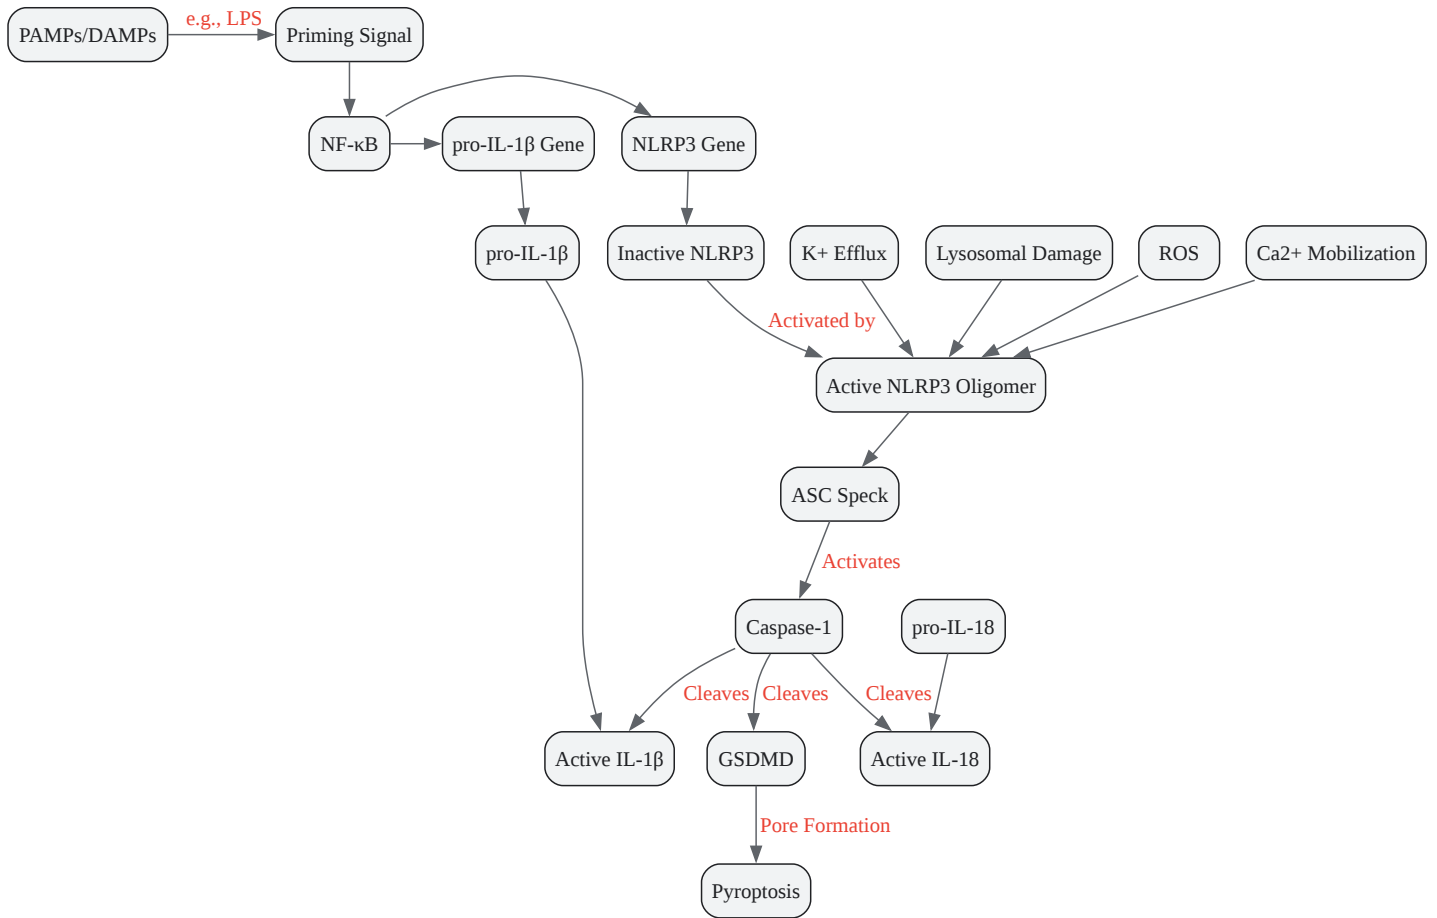 PAMPs/DAMPs
e.g., LPS
Priming Signal
NF-κB
pro-IL-1β Gene
NLRP3 Gene
pro-IL-1β
Inactive NLRP3
K+ Efflux
Lysosomal Damage
ROS
Ca2+ Mobilization
Activated by
Active NLRP3 Oligomer
ASC Speck
Activates
Caspase-1
pro-IL-18
Cleaves
Cleaves
Cleaves
Active IL-1β
GSDMD
Active IL-18
Pore Formation
Pyroptosis